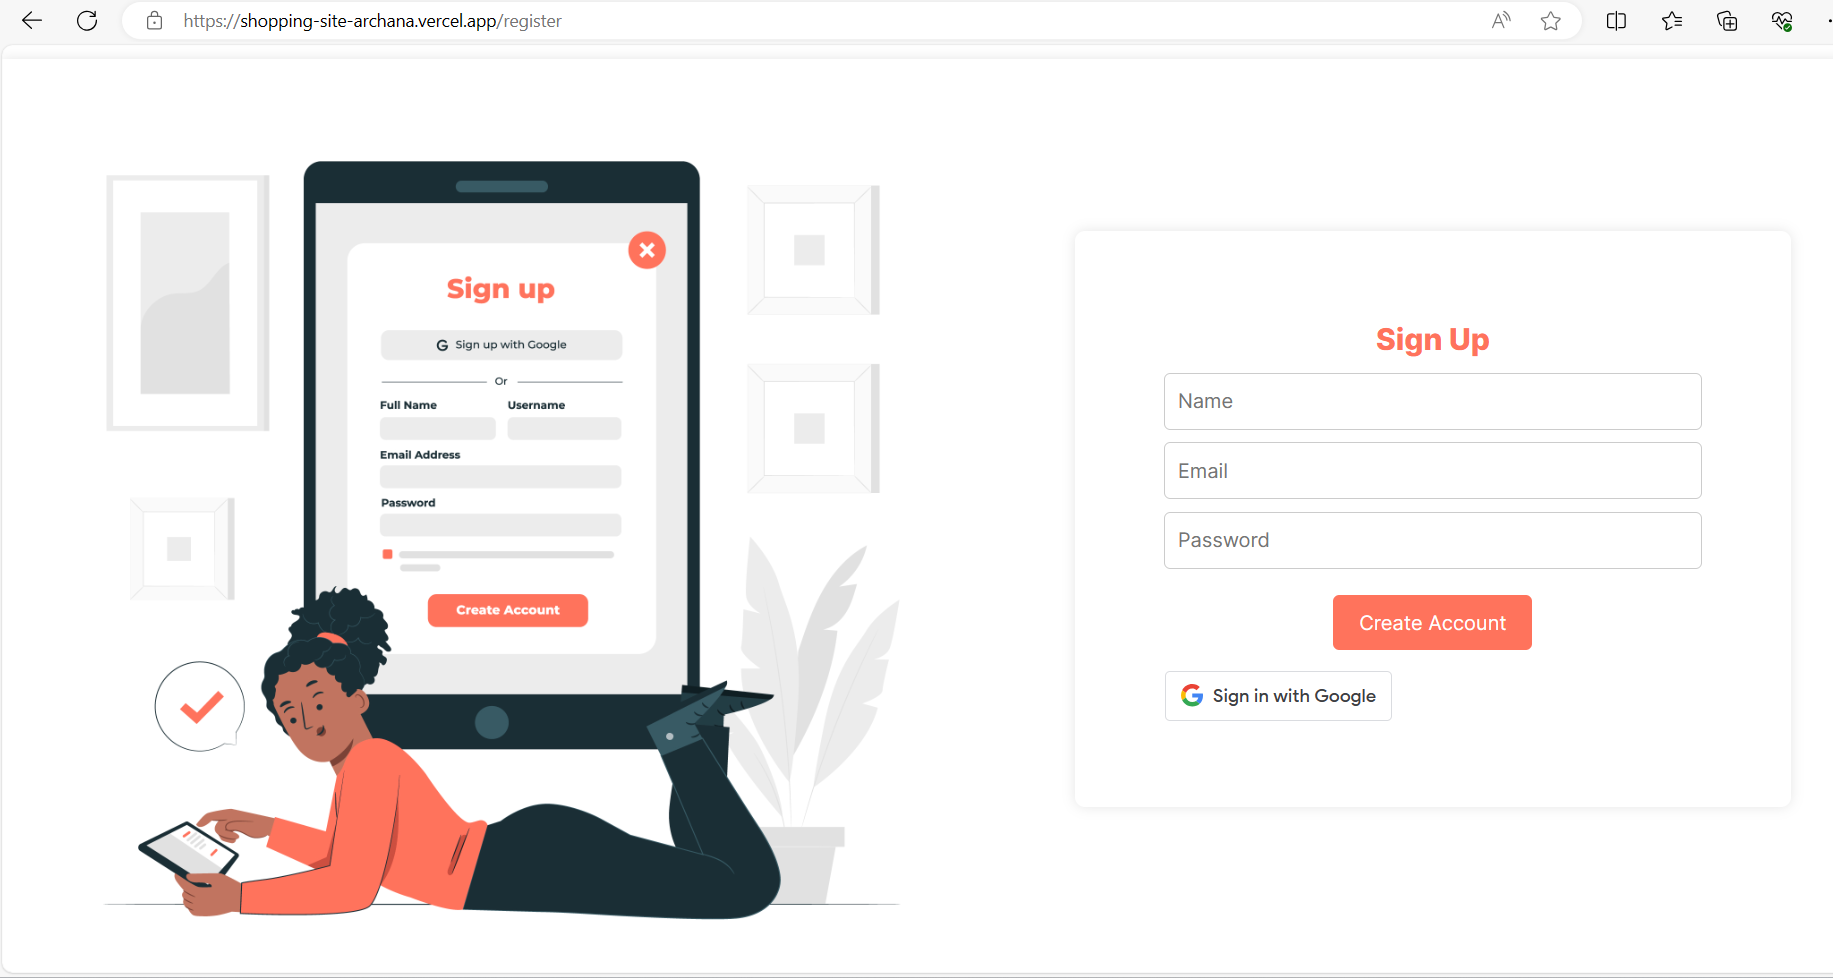 https://shopping-site-archana.vercel.app/register
Sign up
G Sign up with Google
Or
Full Name Username
Email Address
Password
Create Account
Sign Up
Name
Email
Password
Create Account
Sign in with Google